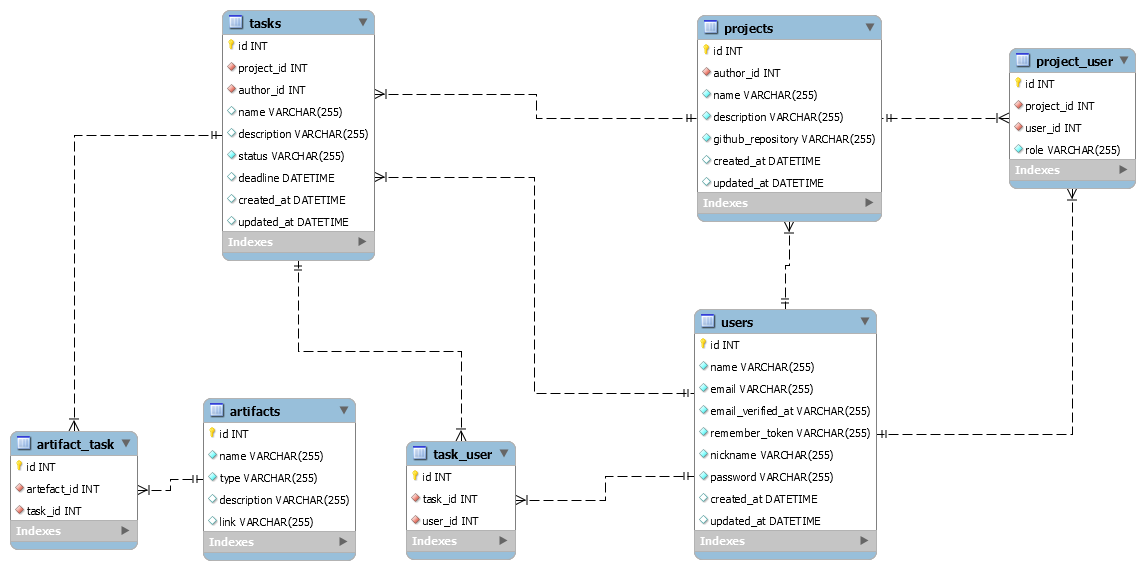 tasks
id INT
project_id INT
author_id INT
name VARCHAR(255)
description VARCHAR(255)
status VARCHAR(255)
deadline DATETIME
created_at DATETIME
updated_at DATETIME
Indexes
projects
id INT
author_id INT
name VARCHAR(255)
description VARCHAR(255)
github_repository VARCHAR(255)
created_at DATETIME
updated_at DATETIME
Indexes
project_user
id INT
project_id INT
user_id INT
role VARCHAR(255)
Indexes
users
id INT
name VARCHAR(255)
email VARCHAR(255)
email_verified_at VARCHAR(255)
remember_token VARCHAR(255)
nickname VARCHAR(255)
password VARCHAR(255)
created_at DATETIME
updated_at DATETIME
Indexes
artifact_task
id INT
artefact_id INT
task_id INT
Indexes
artifacts
id INT
name VARCHAR(255)
type VARCHAR(255)
description VARCHAR(255)
link VARCHAR(255)
Indexes
task_user
id INT
task_id INT
user_id INT
Indexes